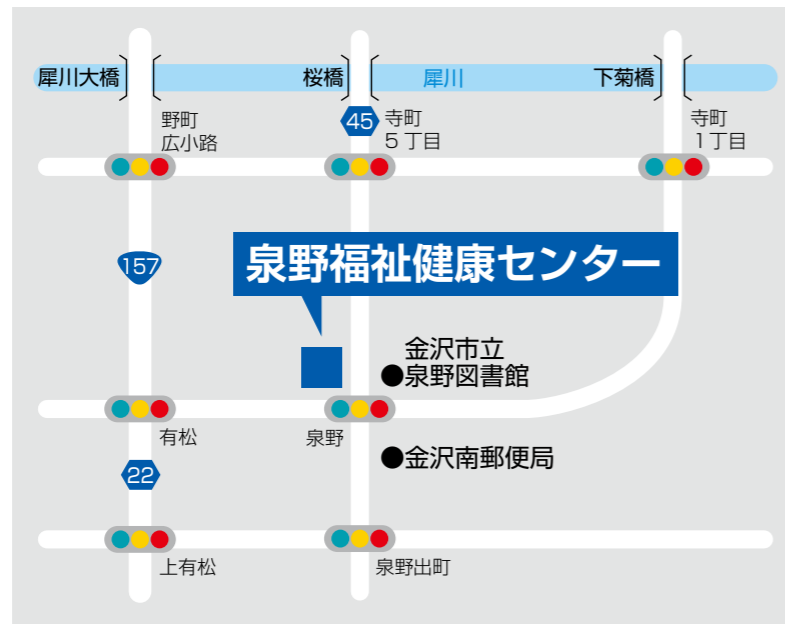 犀川大橋
桜橋
犀川
下菊橋
野町
広小路
45
寺町
5丁目
寺町
1丁目
157
泉野福祉健康センター
金沢市立
●泉野図書館
有松
泉野
●金沢南郵便局
22
上有松
泉野出町